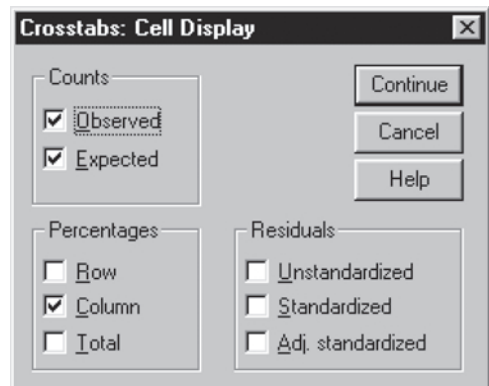 Crosstabs: Cell Display
Counts
Observed
Expected
Continue
Cancel
Help
Percentages
Row
Column
Total
Residuals
Unstandardized
Standardized
Adj. standardized